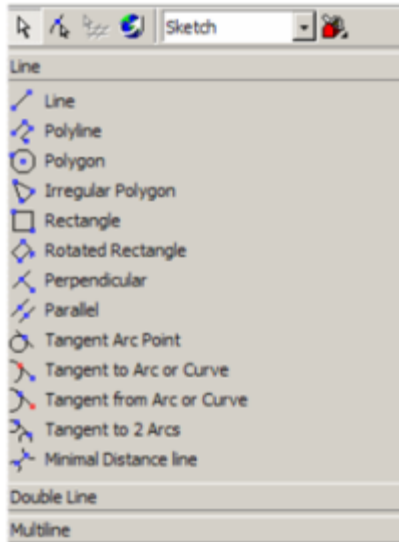 Sketch
Line
Line
Polyline
Polygon
Irregular Polygon
Rectangle
Rotated Rectangle
Perpendicular
Parallel
Tangent Arc Point
Tangent to Arc or Curve
Tangent from Arc or Curve
Tangent to 2 Arcs
Minimal Distance line
Double Line
Multiline